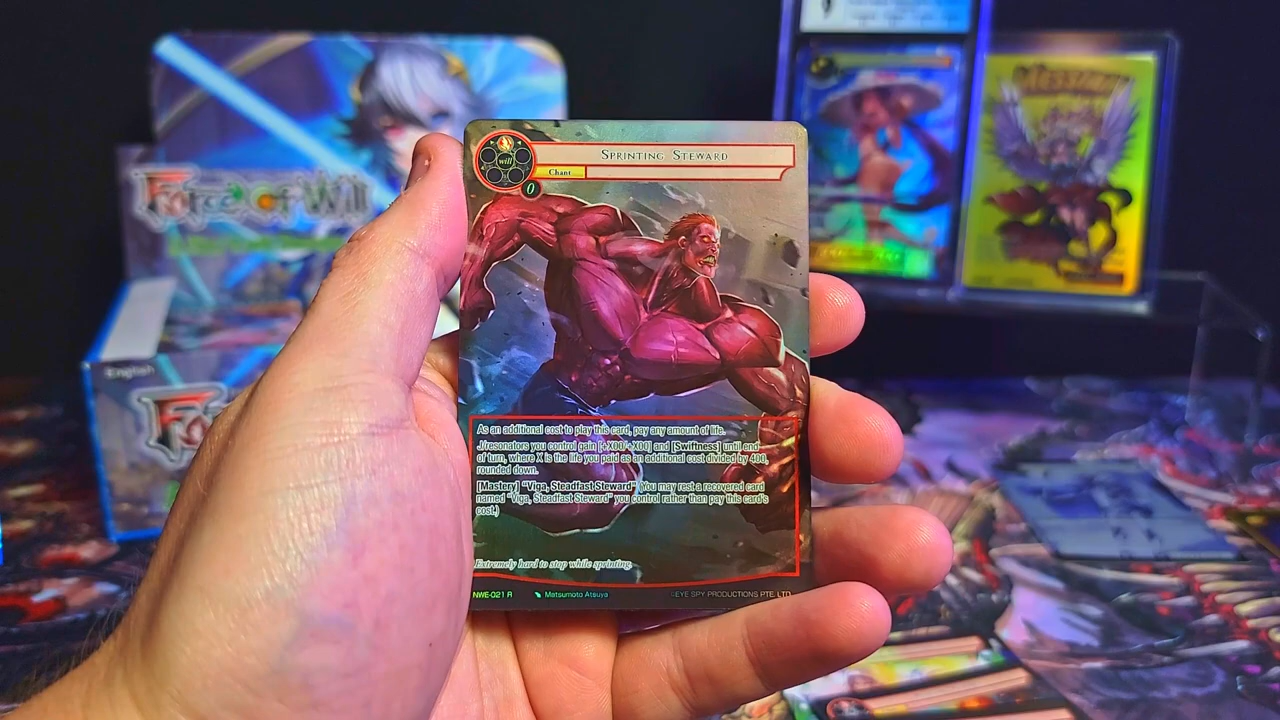 Force Of Will
English
SPRINTING STEWARD
will
Chant
0
As an additional cost to play this card, pay any amount of life.
J/resonators you control gain [+X00/+X00] and [Swiftness] until end
of turn, where X is the life you paid as an additional cost divided by 400,
rounded down.
[Mastery] "Viga, Steadfast Steward" (You may rest a recovered card
named "Viga, Steadfast Steward" you control rather than pay this card's
cost.)
Extremely hard to stop while sprinting.
NWE-021 R
Matsumoto Atsuya
©EYE SPY PRODUCTIONS PTE. LTD.